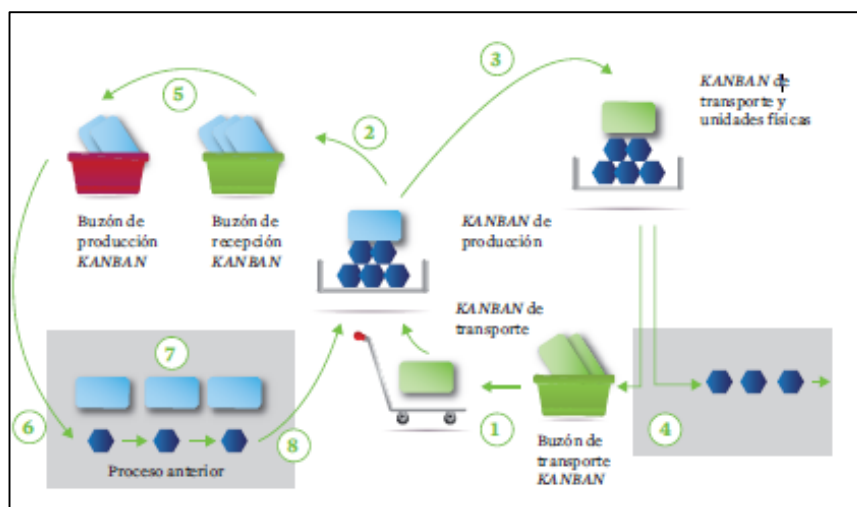 3
KANBAN de
transporte y
unidades físicas
5
2
Buzón de
producción
KANBAN
Buzón de
recepción
KANBAN
KANBAN de
producción
KANBAN de
transporte
7
6
8
Proceso anterior
1
Buzón de
transporte
KANBAN
4